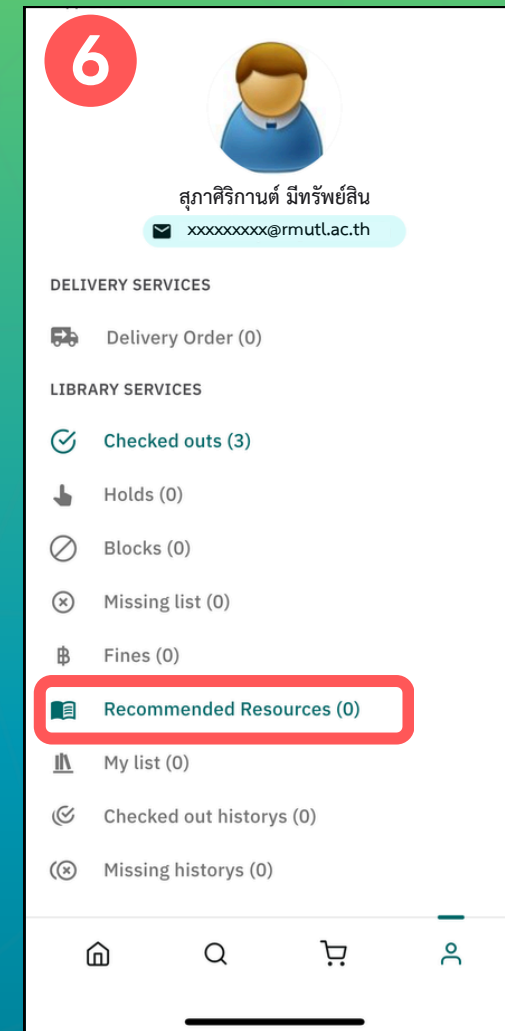 6
สุภาศิริกานต์ มีทรัพย์สิน
xxxxxxxxx@rmutl.ac.th
DELIVERY SERVICES
Delivery Order (0)
LIBRARY SERVICES
Checked outs (3)
Holds (0)
Blocks (0)
Missing list (0)
฿ Fines (0)
Recommended Resources (0)
My list (0)
Checked out historys (0)
Missing historys (0)